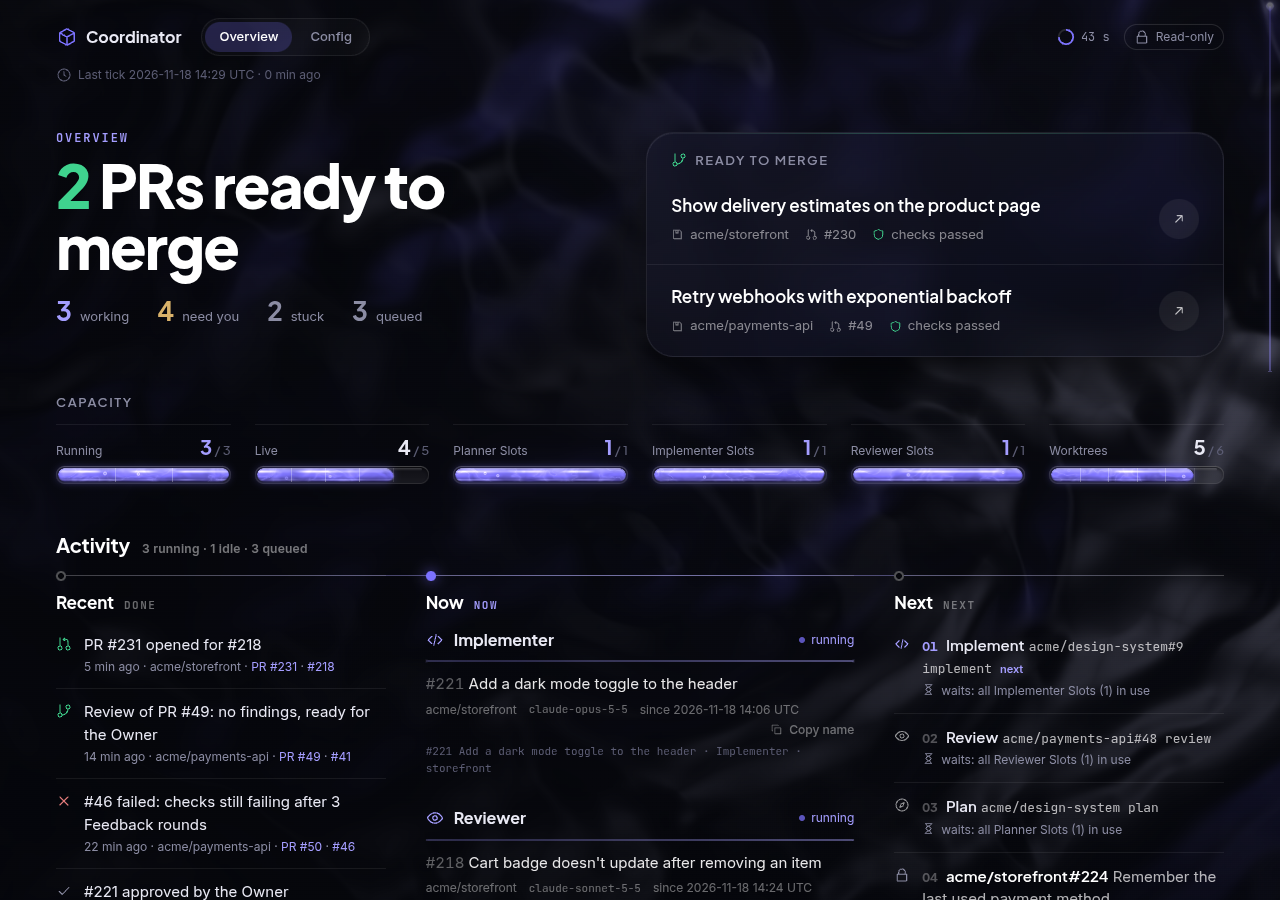 Coordinator
Overview
Config
43 s
Read-only
Last tick 2026-11-18 14:29 UTC · 0 min ago
OVERVIEW
2 PRs ready to
merge
3 working
4 need you
2 stuck
3 queued
READY TO MERGE
Show delivery estimates on the product page
acme/storefront #230 checks passed
Retry webhooks with exponential backoff
acme/payments-api #49 checks passed
CAPACITY
Running 3 / 3
Live 4 / 5
Planner Slots 1 / 1
Implementer Slots 1 / 1
Reviewer Slots 1 / 1
Worktrees 5 / 6
Activity 3 running · 1 idle · 3 queued
Recent DONE
PR #231 opened for #218
5 min ago · acme/storefront · PR #231 · #218
Review of PR #49: no findings, ready for
the Owner
14 min ago · acme/payments-api · PR #49 · #41
#46 failed: checks still failing after 3
Feedback rounds
22 min ago · acme/payments-api · PR #50 · #46
#221 approved by the Owner
Now NOW
Implementer running
#221 Add a dark mode toggle to the header
acme/storefront claude-opus-5-5 since 2026-11-18 14:06 UTC
Copy name
#221 Add a dark mode toggle to the header · Implementer ·
storefront
Reviewer running
#218 Cart badge doesn't update after removing an item
acme/storefront claude-sonnet-5-5 since 2026-11-18 14:24 UTC
Next NEXT
01 Implement acme/design-system#9
implement next
waits: all Implementer Slots (1) in use
02 Review acme/payments-api#48 review
waits: all Reviewer Slots (1) in use
03 Plan acme/design-system plan
waits: all Planner Slots (1) in use
04 acme/storefront#224 Remember the
last used payment method